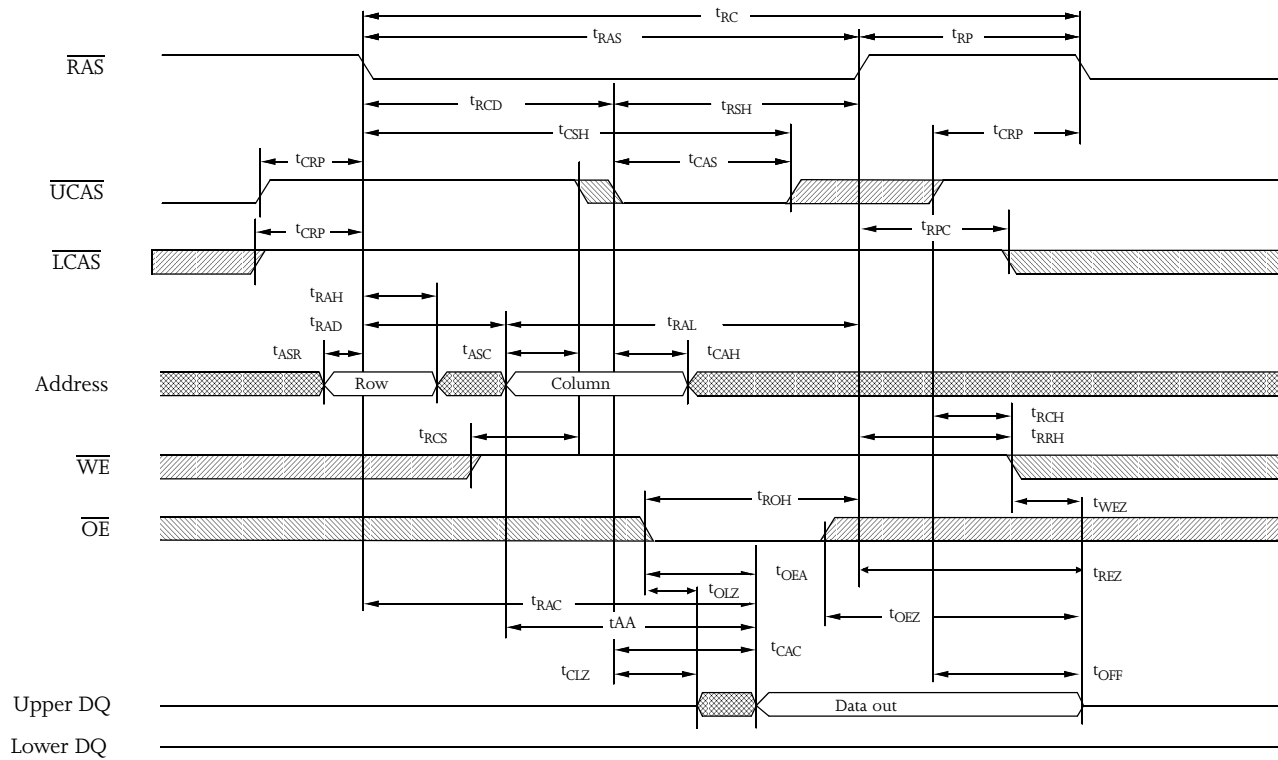 tRC
tRAS
tRP
RAS
tRCD
tRSH
tCSH
tCRP
tCRP
tCAS
UCAS
tCRP
tRPC
LCAS
tRAH
tRAD
tRAL
tASR
tASC
tCAH
Address
Row
Column
tRCH
tRCS
tRRH
WE
tROH
tWEZ
OE
tOEA
tREZ
tOLZ
tRAC
tOEZ
tAA
tCAC
tCLZ
tOFF
Upper DQ
Data out
Lower DQ